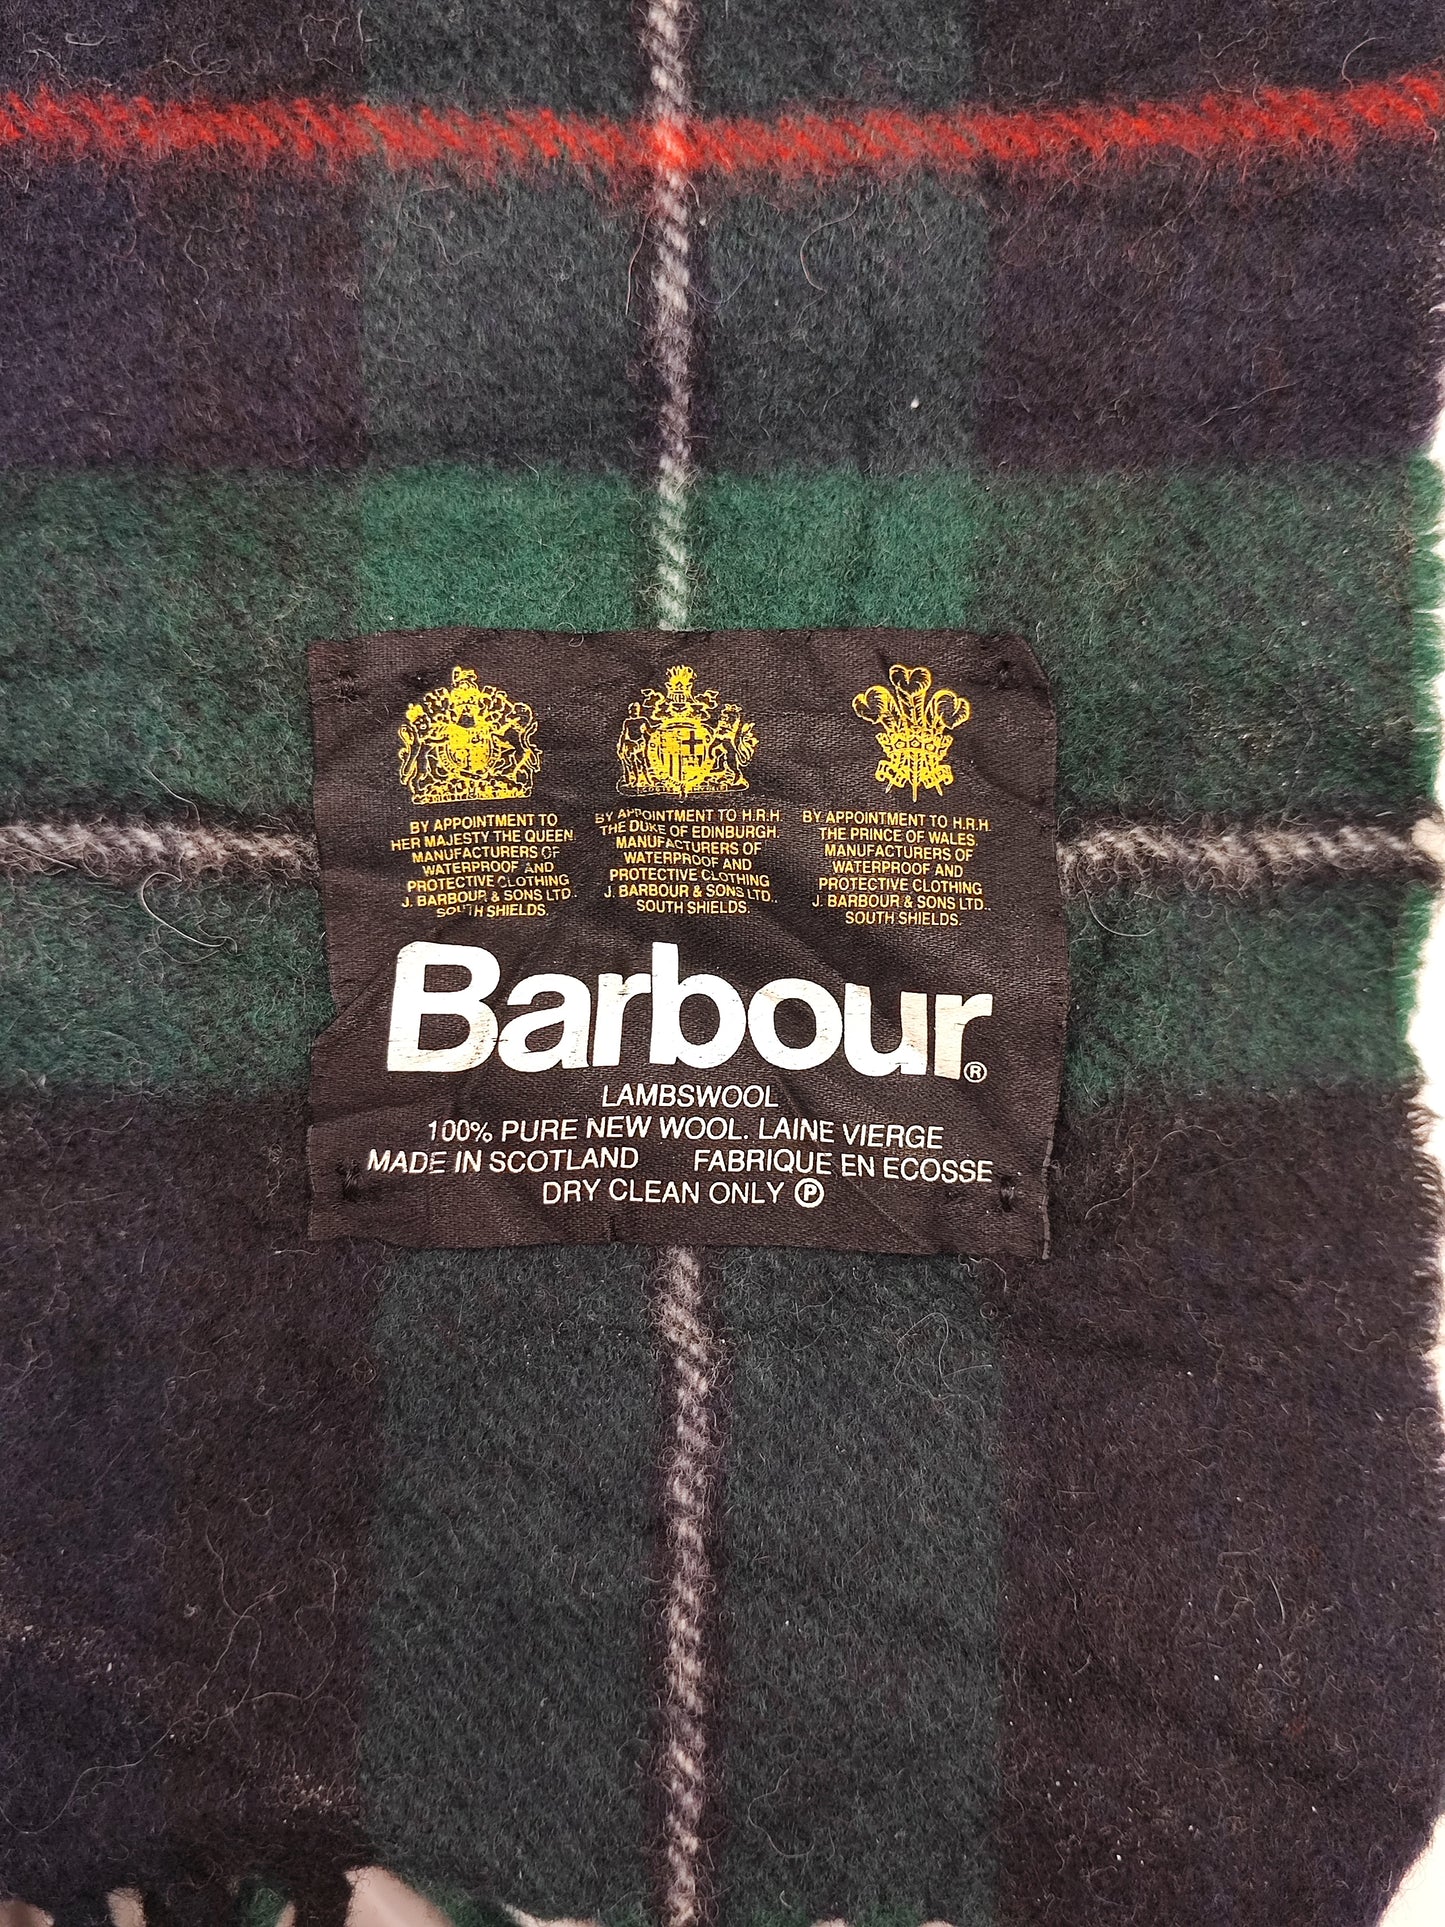 BY APPOINTMENT TO
HER MAJESTY THE QUEEN.
MANUFACTURERS OF
WATERPROOF AND
PROTECTIVE CLOTHING
J. BARBOUR & SONS LTD..
SOUTH SHIELDS.
BY APPOINTMENT TO H.R.H.
THE DUKE OF EDINBURGH.
MANUFACTURERS OF
WATERPROOF AND
PROTECTIVE CLOTHING
J. BARBOUR & SONS LTD..
SOUTH SHIELDS.
BY APPOINTMENT TO H.R.H.
THE PRINCE OF WALES.
MANUFACTURERS OF
WATERPROOF AND
PROTECTIVE CLOTHING
J. BARBOUR & SONS LTD..
SOUTH SHIELDS.
Barbour®
LAMBSWOOL
100% PURE NEW WOOL. LAINE VIERGE
MADE IN SCOTLAND FABRIQUE EN ECOSSE
DRY CLEAN ONLY Ⓟ